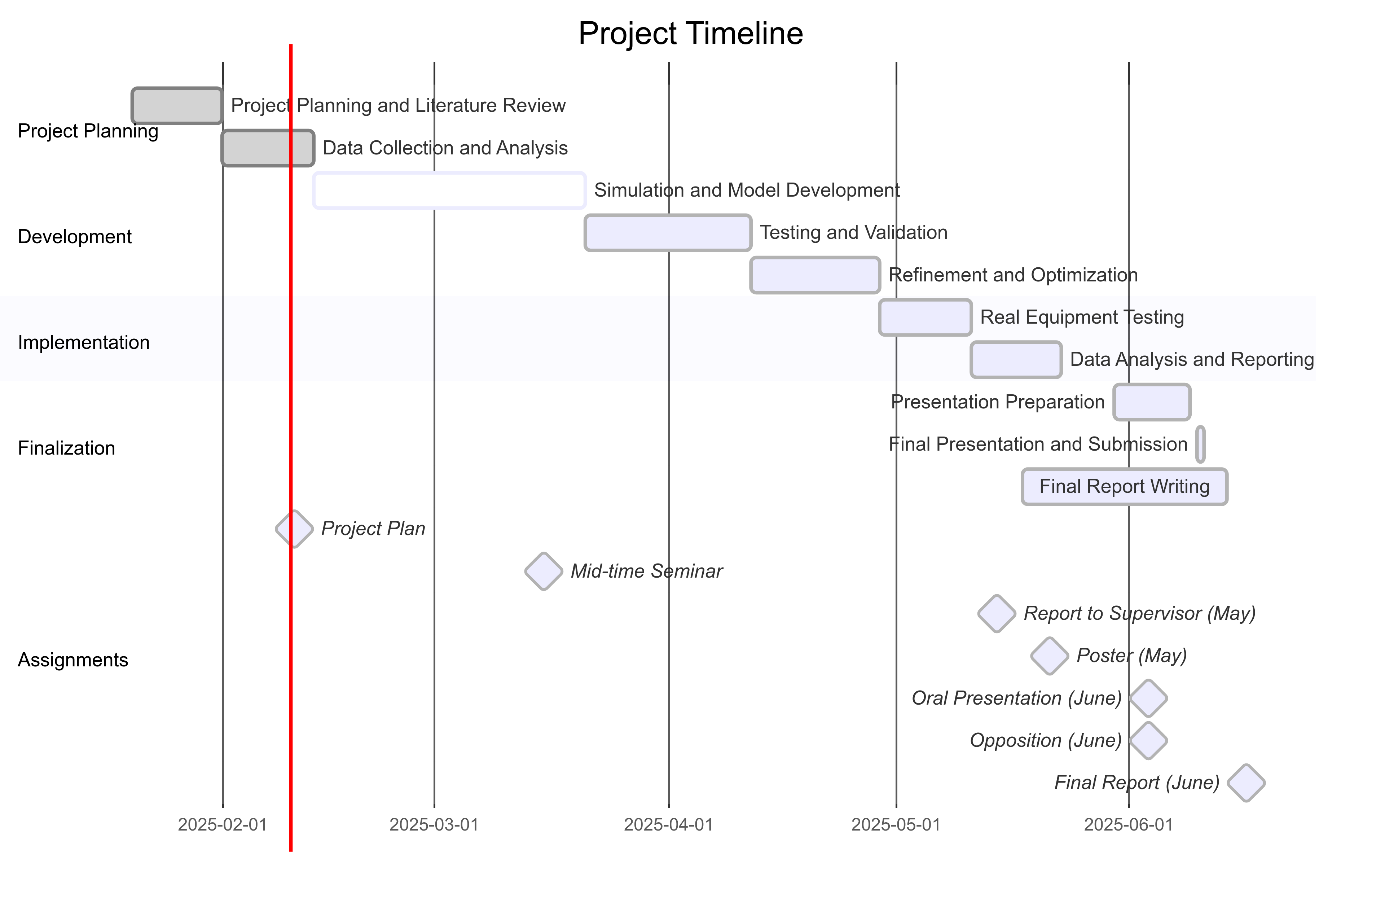 Project Timeline
Project Planning and Literature Review
Project Planning
Data Collection and Analysis
Simulation and Model Development
Development
Testing and Validation
Refinement and Optimization
Real Equipment Testing
Implementation
Data Analysis and Reporting
Presentation Preparation
Finalization
Final Presentation and Submission
Final Report Writing
Project Plan
Mid-time Seminar
Report to Supervisor (May)
Assignments
Poster (May)
Oral Presentation (June)
Opposition (June)
Final Report (June)
2025-02-01 2025-03-01 2025-04-01 2025-05-01 2025-06-01